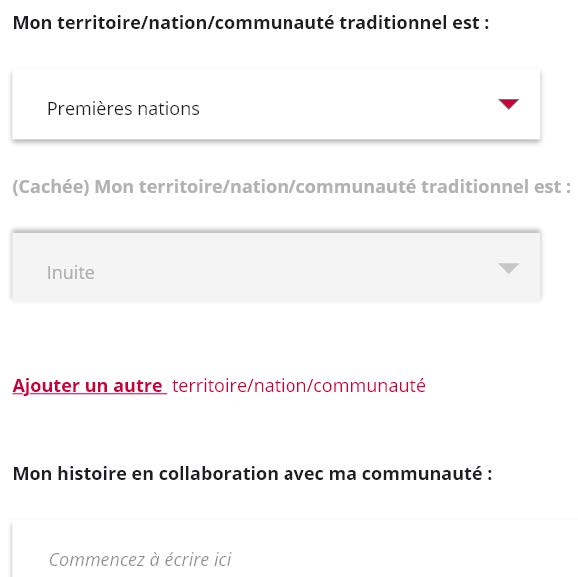 Mon territoire/nation/communauté traditionnel est :
Premières nations
(Cachée) Mon territoire/nation/communauté traditionnel est :
Inuite
Ajouter un autre territoire/nation/communauté
Mon histoire en collaboration avec ma communauté :
Commencez à écrire ici